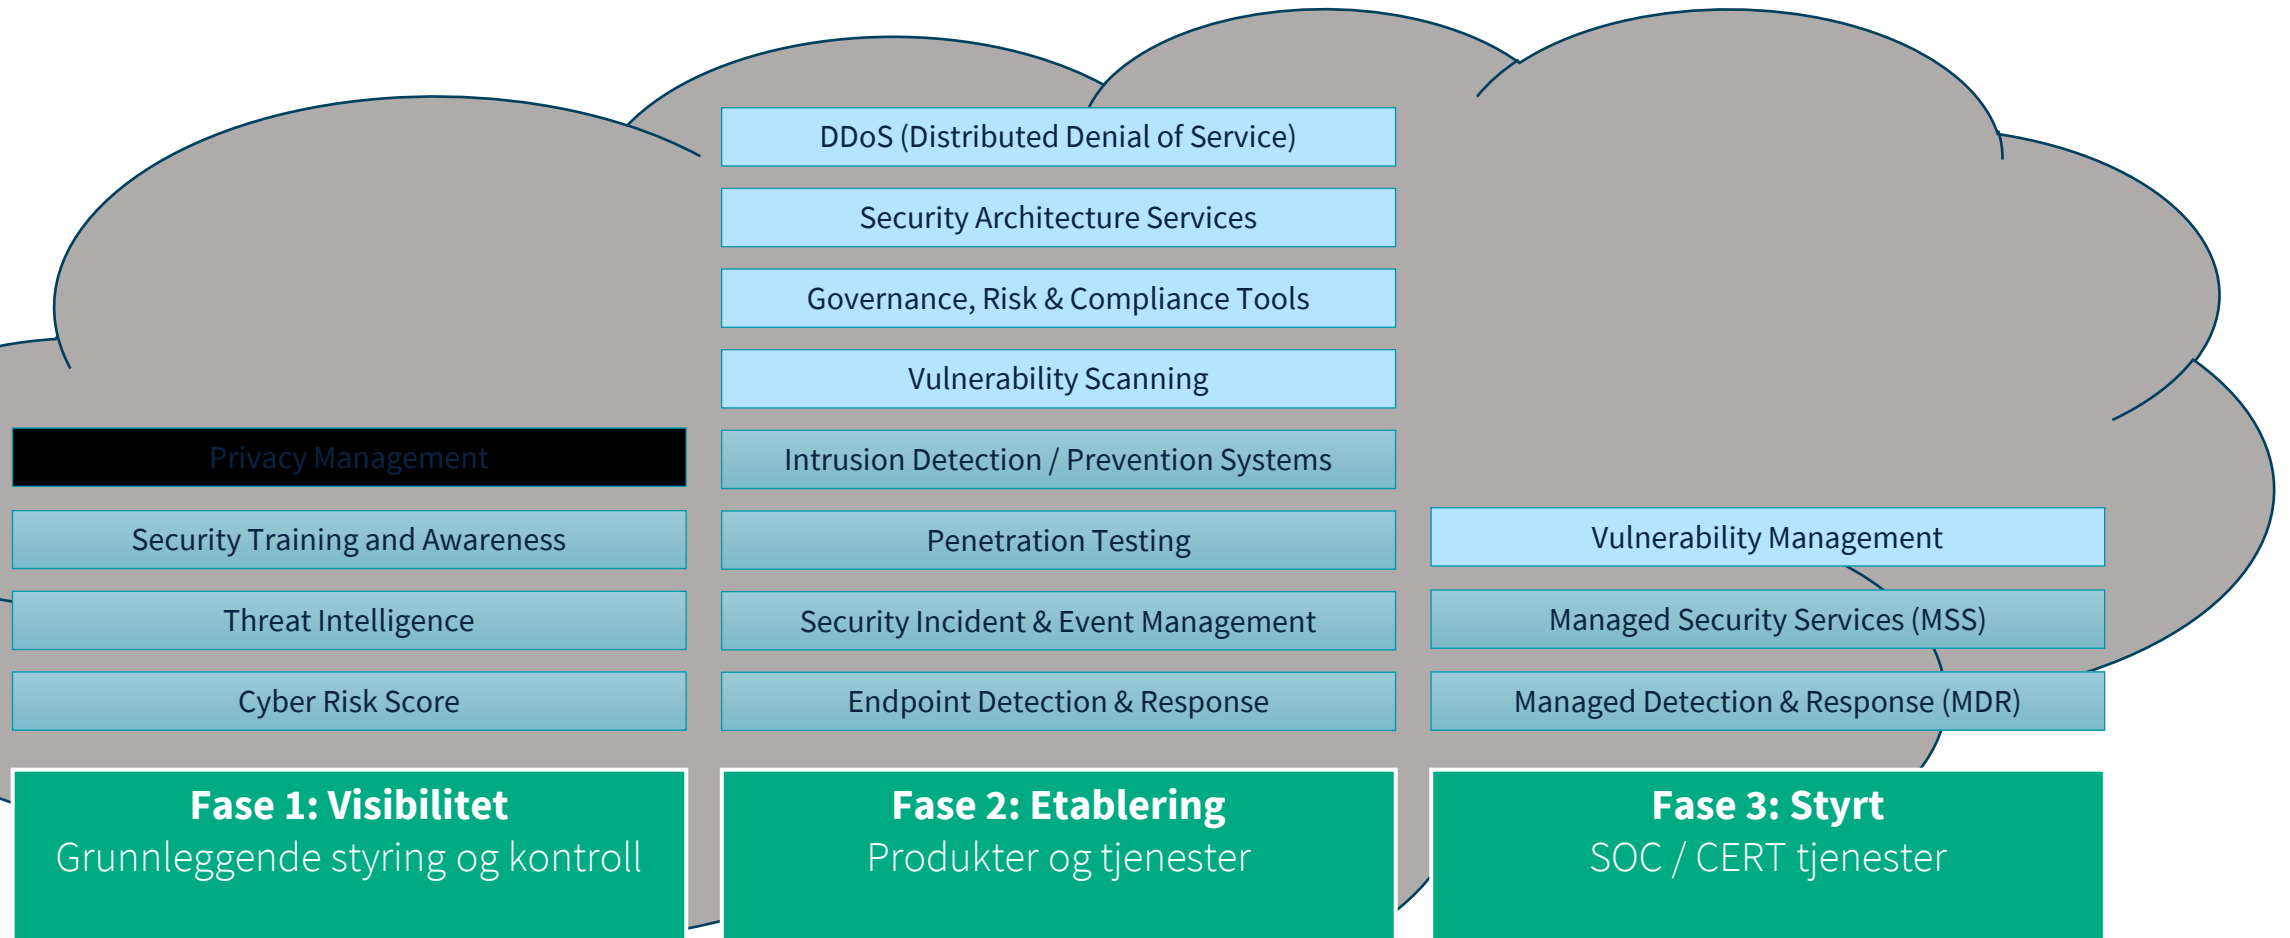 DDoS (Distributed Denial of Service)
Security Architecture Services
Governance, Risk & Compliance Tools
Vulnerability Scanning
Privacy Management
Intrusion Detection / Prevention Systems
Security Training and Awareness
Penetration Testing
Vulnerability Management
Threat Intelligence
Security Incident & Event Management
Managed Security Services (MSS)
Cyber Risk Score
Endpoint Detection & Response
Managed Detection & Response (MDR)
Fase 1: Visibilitet
Grunnleggende styring og kontroll
Fase 2: Etablering
Produkter og tjenester
Fase 3: Styrt
SOC / CERT tjenester